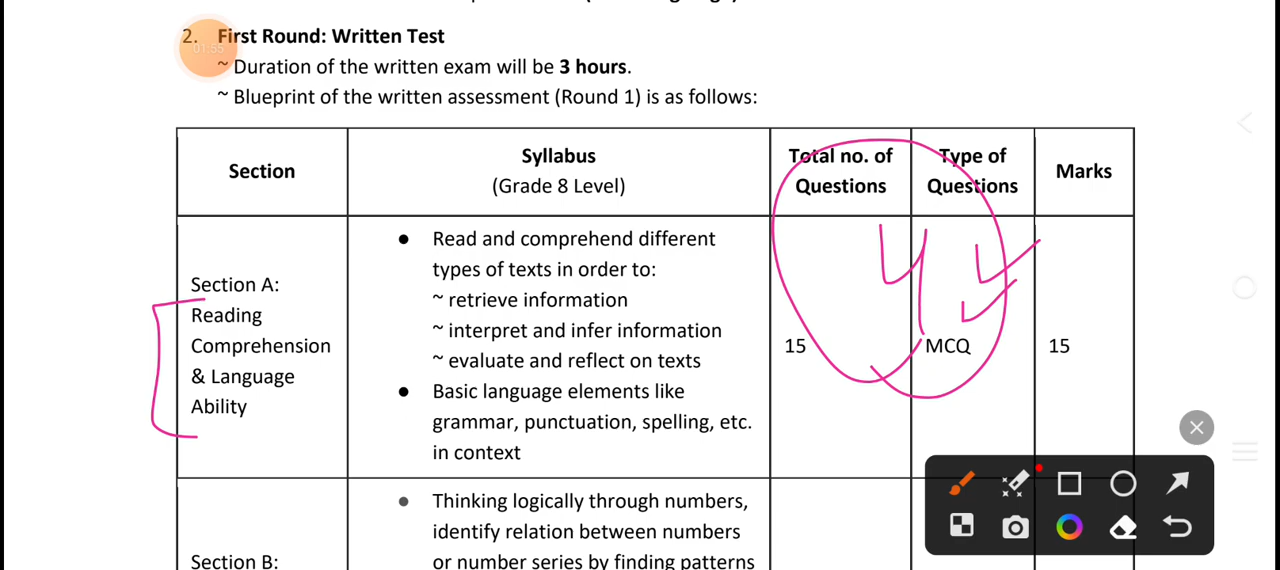 2. First Round: Written Test
01:55
~ Duration of the written exam will be 3 hours.
~ Blueprint of the written assessment (Round 1) is as follows:
Section
Syllabus
(Grade 8 Level)
Total no. of
Questions
Type of
Questions
Marks
Section A:
Reading
Comprehension
& Language
Ability
● Read and comprehend different
types of texts in order to:
~ retrieve information
~ interpret and infer information
~ evaluate and reflect on texts
● Basic language elements like
grammar, punctuation, spelling, etc.
in context
15
MCQ
15
Section B:
● Thinking logically through numbers,
identify relation between numbers
or number series by finding patterns